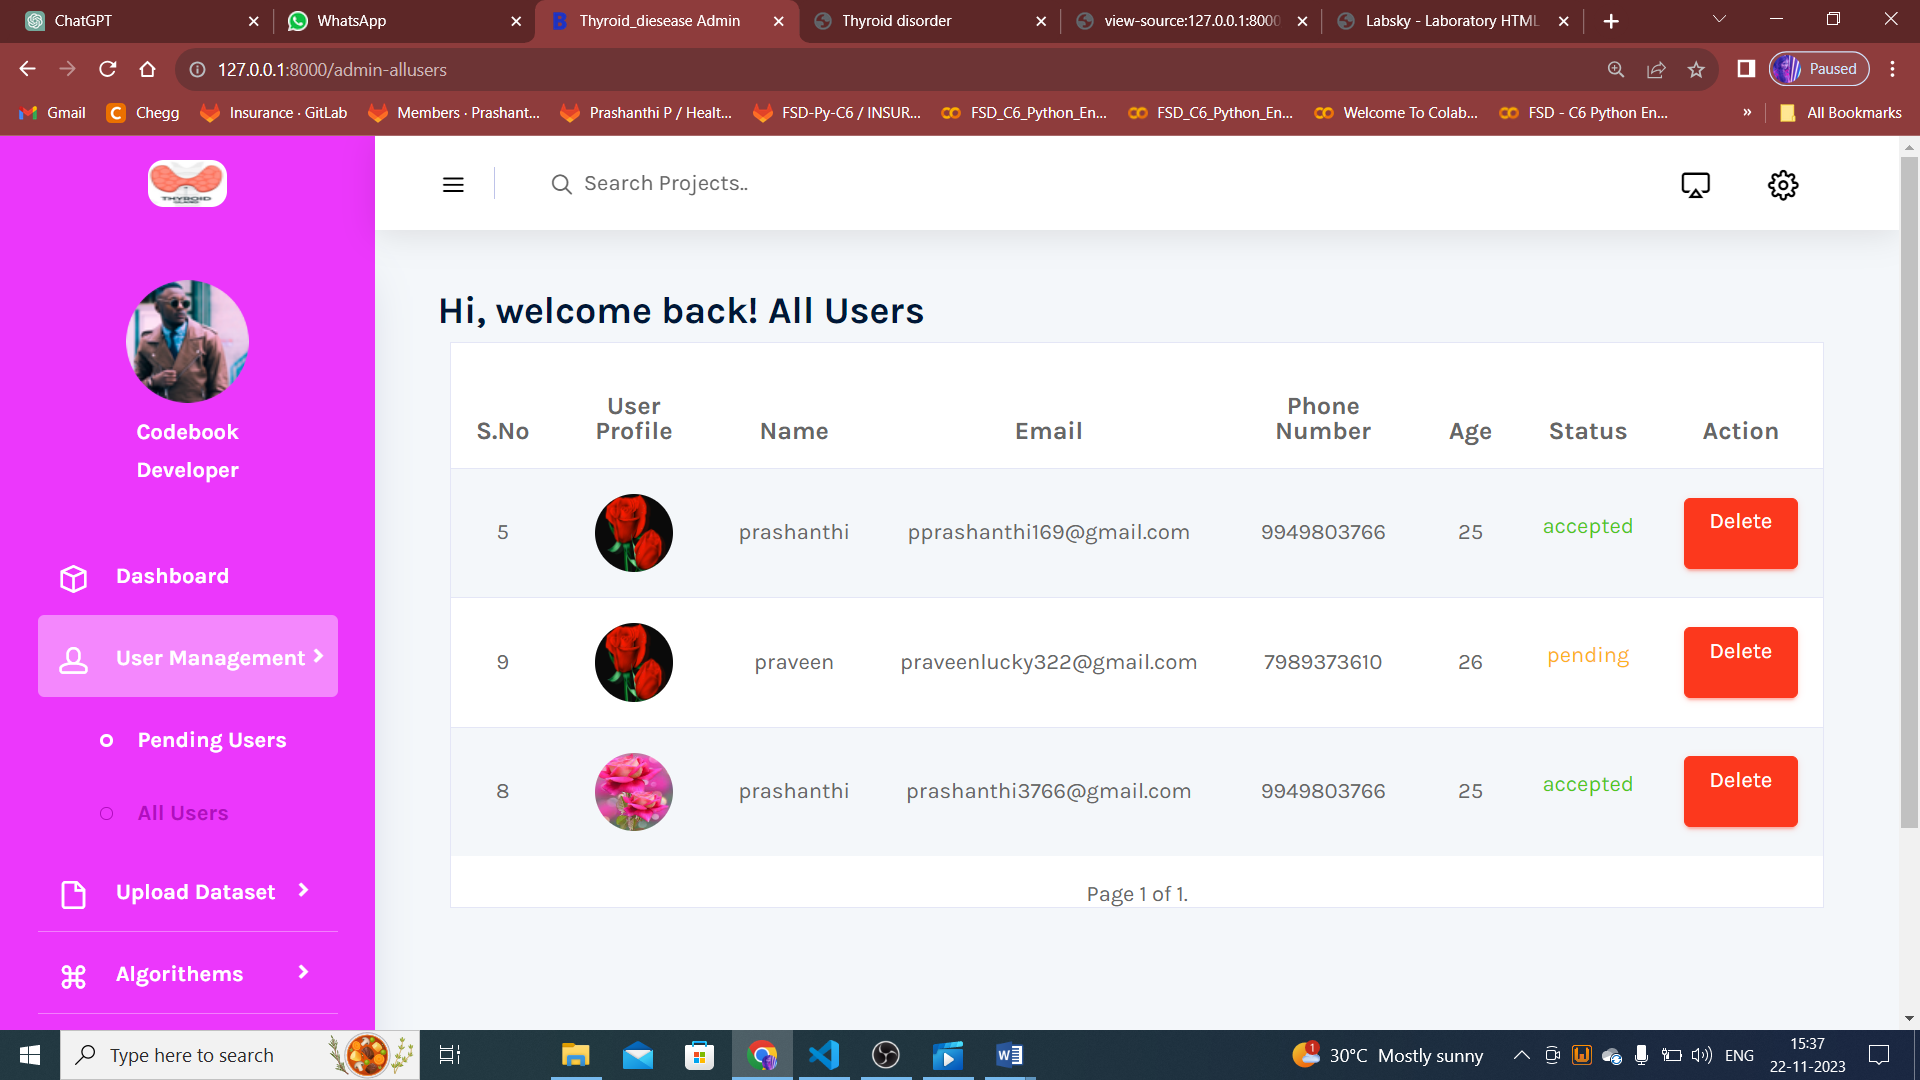 ChatGPT
WhatsApp
Thyroid_diesease Admin
Thyroid disorder
view-source:127.0.0.1:8000
Labsky - Laboratory HTML
127.0.0.1:8000/admin-allusers
Paused
Gmail
Chegg
Insurance · GitLab
Members · Prashant...
Prashanthi P / Healt...
FSD-Py-C6 / INSUR...
FSD_C6_Python_En...
FSD_C6_Python_En...
Welcome To Colab...
FSD - C6 Python En...
»
All Bookmarks
THYROID
Search Projects..
Codebook
Developer
Dashboard
User Management
Pending Users
All Users
Upload Dataset
Algorithems
Hi, welcome back! All Users
S.No User Profile Name Email Phone Number Age Status Action
5 prashanthi pprashanthi169@gmail.com 9949803766 25 accepted Delete
9 praveen praveenlucky322@gmail.com 7989373610 26 pending Delete
8 prashanthi prashanthi3766@gmail.com 9949803766 25 accepted Delete
Page 1 of 1.
Type here to search
1
30°C Mostly sunny
ENG
15:37
22-11-2023